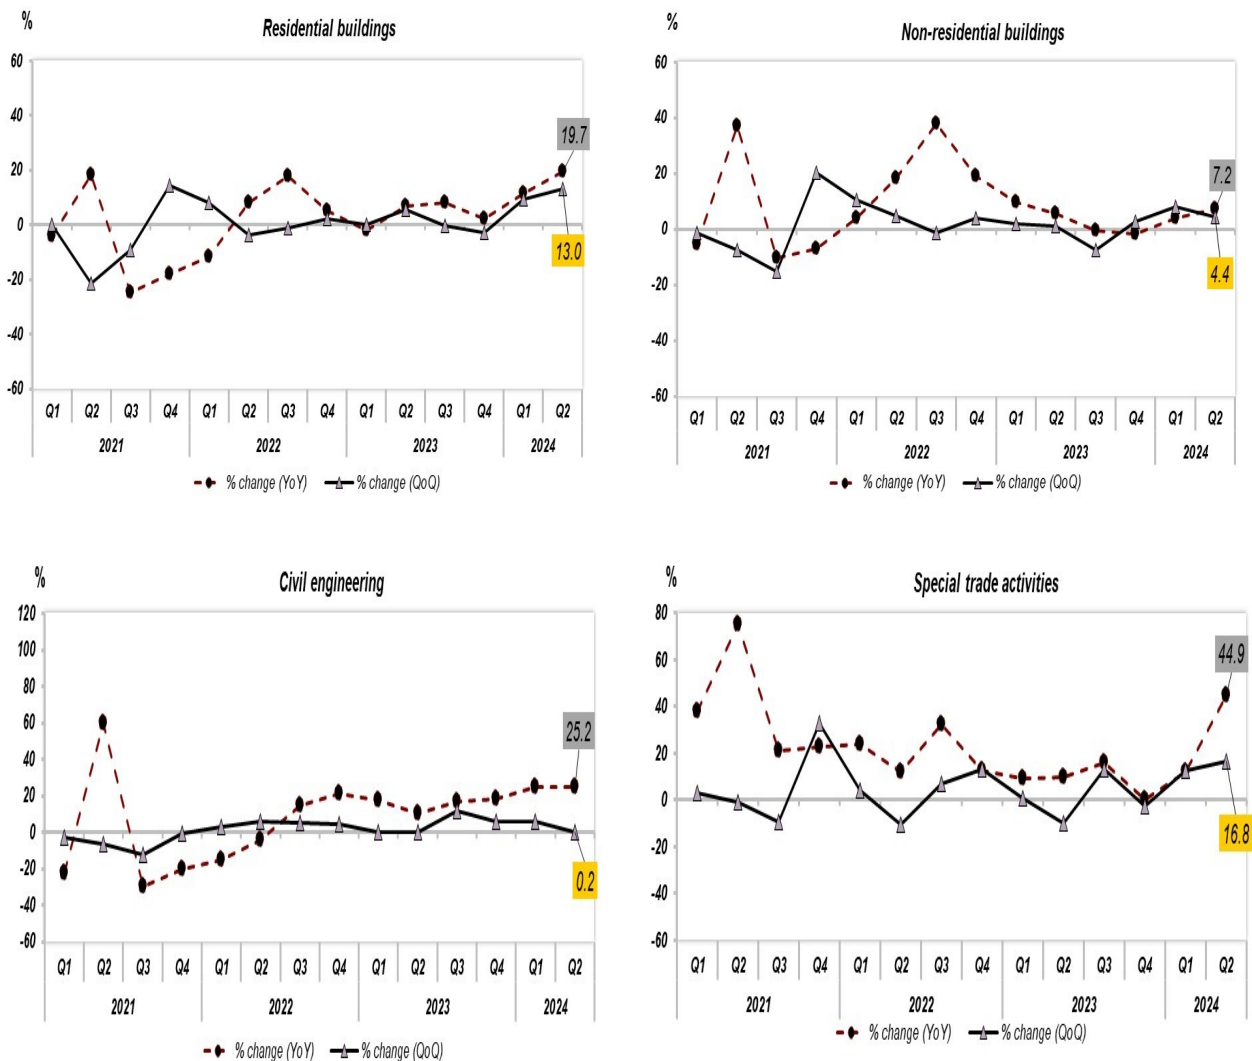 %
Residential buildings
60
40
20
0
-20
-40
-60
19.7
13.0
Q1 Q2 Q3 Q4 Q1 Q2 Q3 Q4 Q1 Q2 Q3 Q4 Q1 Q2
2021 2022 2023 2024
% change (YoY) % change (QoQ)
%
Non-residential buildings
60
40
20
0
-20
-40
-60
7.2
4.4
Q1 Q2 Q3 Q4 Q1 Q2 Q3 Q4 Q1 Q2 Q3 Q4 Q1 Q2
2021 2022 2023 2024
% change (YoY) % change (QoQ)
%
Civil engineering
120
100
80
60
40
20
0
-20
-40
-60
25.2
0.2
Q1 Q2 Q3 Q4 Q1 Q2 Q3 Q4 Q1 Q2 Q3 Q4 Q1 Q2
2021 2022 2023 2024
% change (YoY) % change (QoQ)
%
Special trade activities
80
60
40
20
0
-20
-40
-60
44.9
16.8
Q1 Q2 Q3 Q4 Q1 Q2 Q3 Q4 Q1 Q2 Q3 Q4 Q1 Q2
2021 2022 2023 2024
% change (YoY) % change (QoQ)